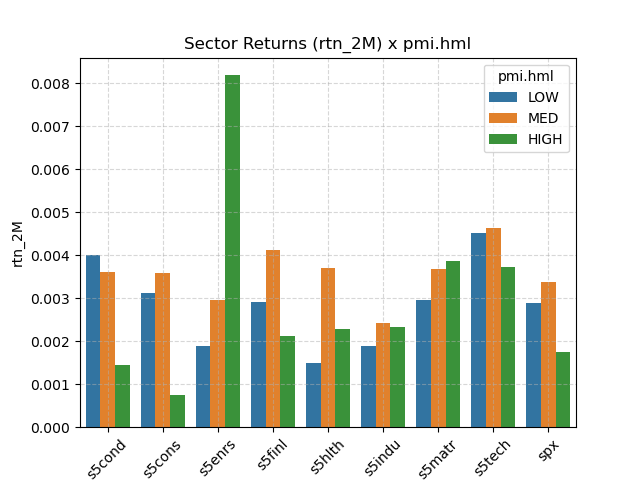 Sector Returns (rtn_2M) x pmi.hml
pmi.hml
LOW
MED
HIGH
rtn_2M
0.008
0.007
0.006
0.005
0.004
0.003
0.002
0.001
0.000
s5cond
s5cons
s5enrs
s5finl
s5hlth
s5indu
s5matr
s5tech
spx